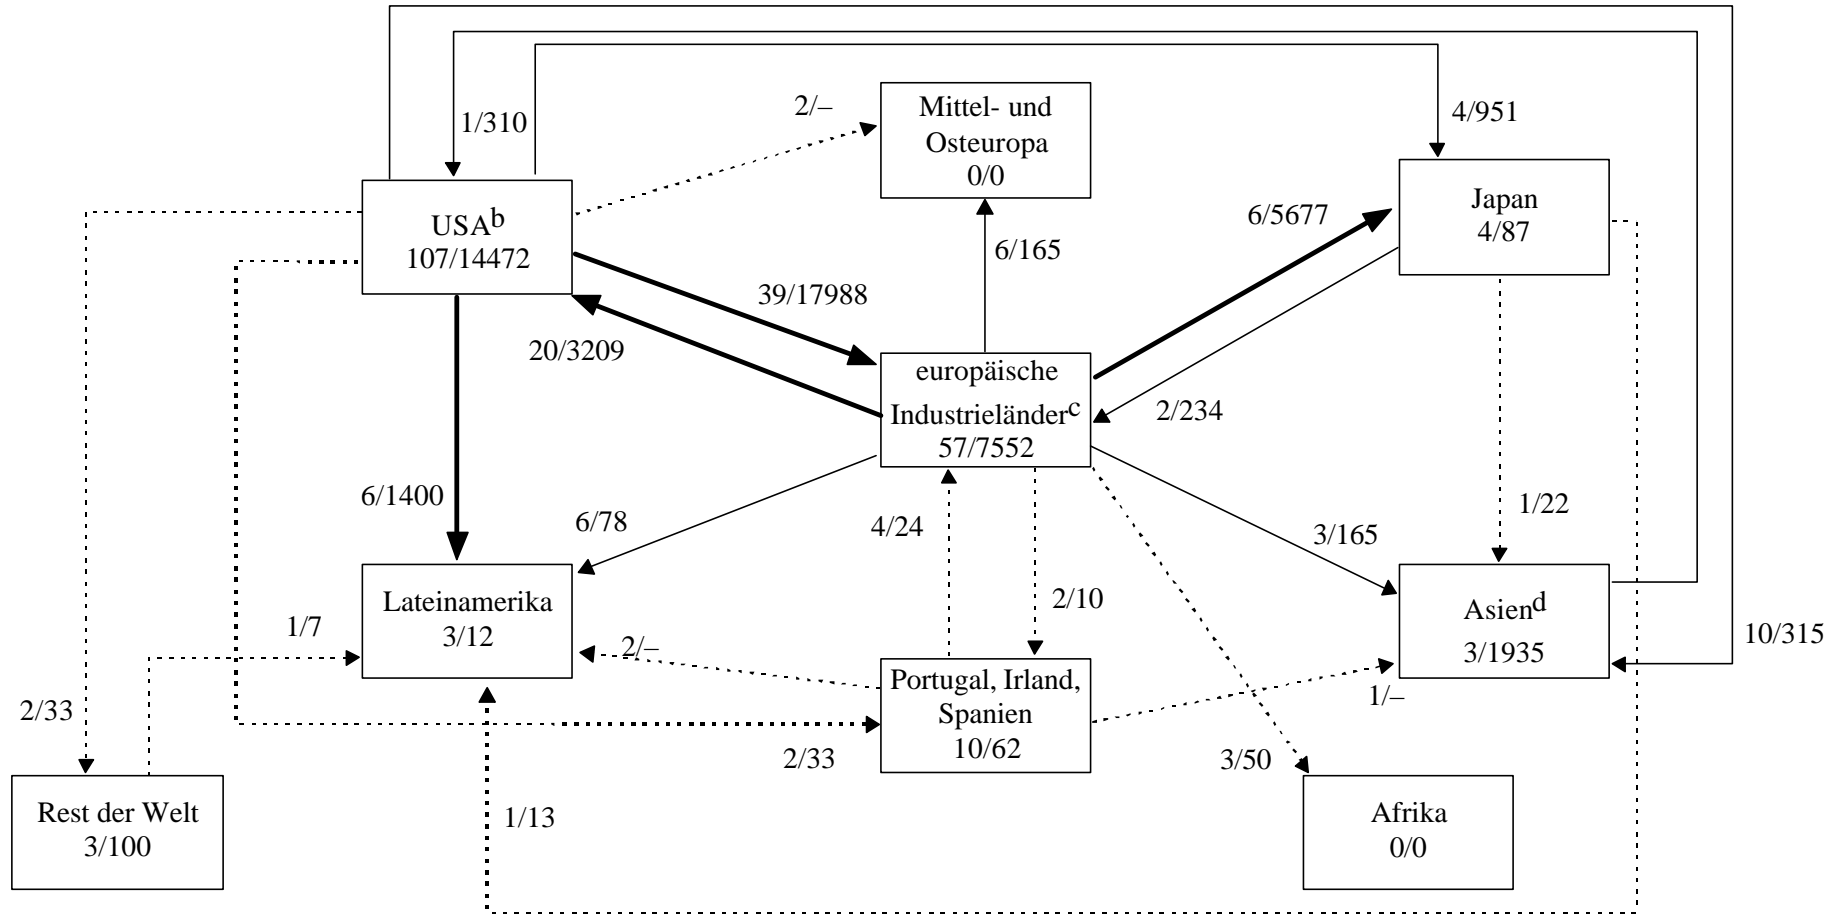 1/310
2/–
Mittel- und
Osteuropa
0/0
4/951
USAb
107/14472
Japan
4/87
6/5677
6/165
39/17988
20/3209
europäische
Industrieländerc
57/7552
2/234
6/1400
6/78
4/24
3/165
1/22
2/10
Lateinamerika
3/12
Asiend
3/1935
1/7
2/–
10/315
Portugal, Irland,
Spanien
10/62
1/–
2/33
2/33
3/50
Rest der Welt
3/100
1/13
Afrika
0/0